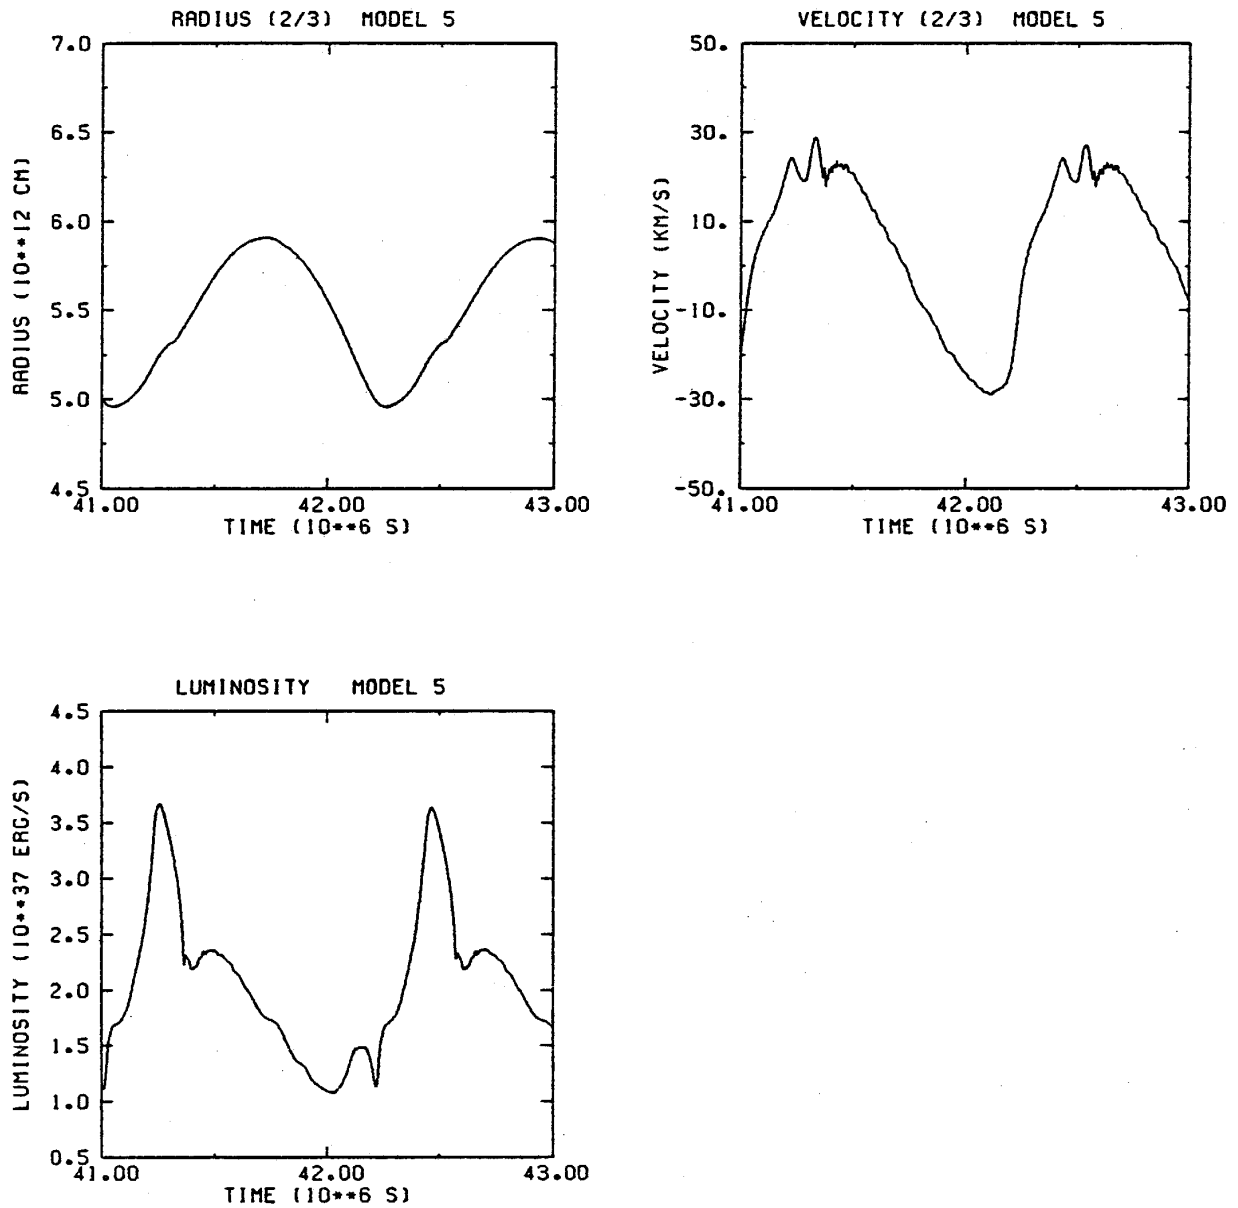 RADIUS (2/3) MODEL 5
7.0
6.5
6.0
5.5
5.0
4.5
RADIUS (10**12 CM)
41.00 42.00 43.00
TIME (10**6 S)
VELOCITY (2/3) MODEL 5
50.
30.
10.
-10.
-30.
-50.
VELOCITY (KM/S)
41.00 42.00 43.00
TIME (10**6 S)
LUMINOSITY MODEL 5
4.5
4.0
3.5
3.0
2.5
2.0
1.5
1.0
0.5
LUMINOSITY (10**37 ERG/S)
41.00 42.00 43.00
TIME (10**6 S)